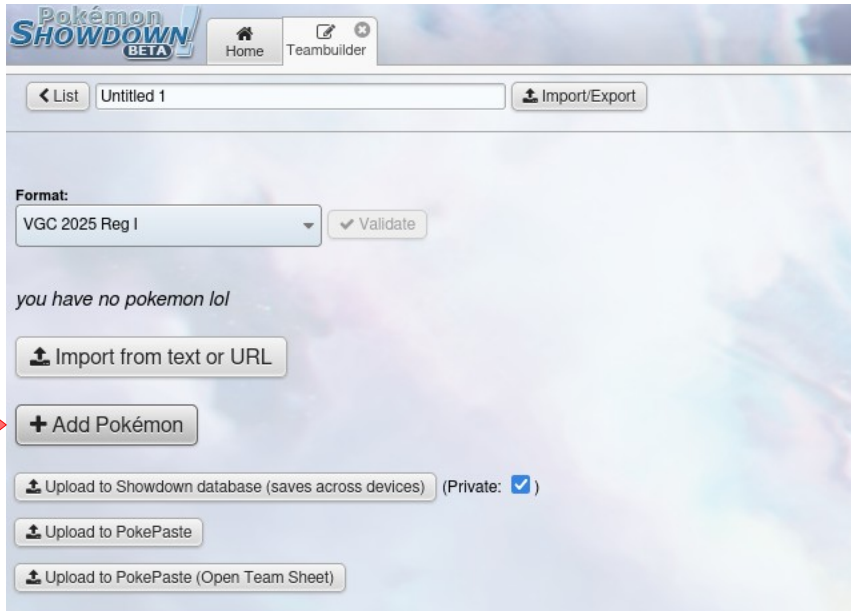 Pokémon
SHOWDOWN!
BETA
Home
Teambuilder
List
Untitled 1
Import/Export
Format:
VGC 2025 Reg I
Validate
you have no pokemon lol
Import from text or URL
Add Pokémon
Upload to Showdown database (saves across devices) (Private: )
Upload to PokePaste
Upload to PokePaste (Open Team Sheet)